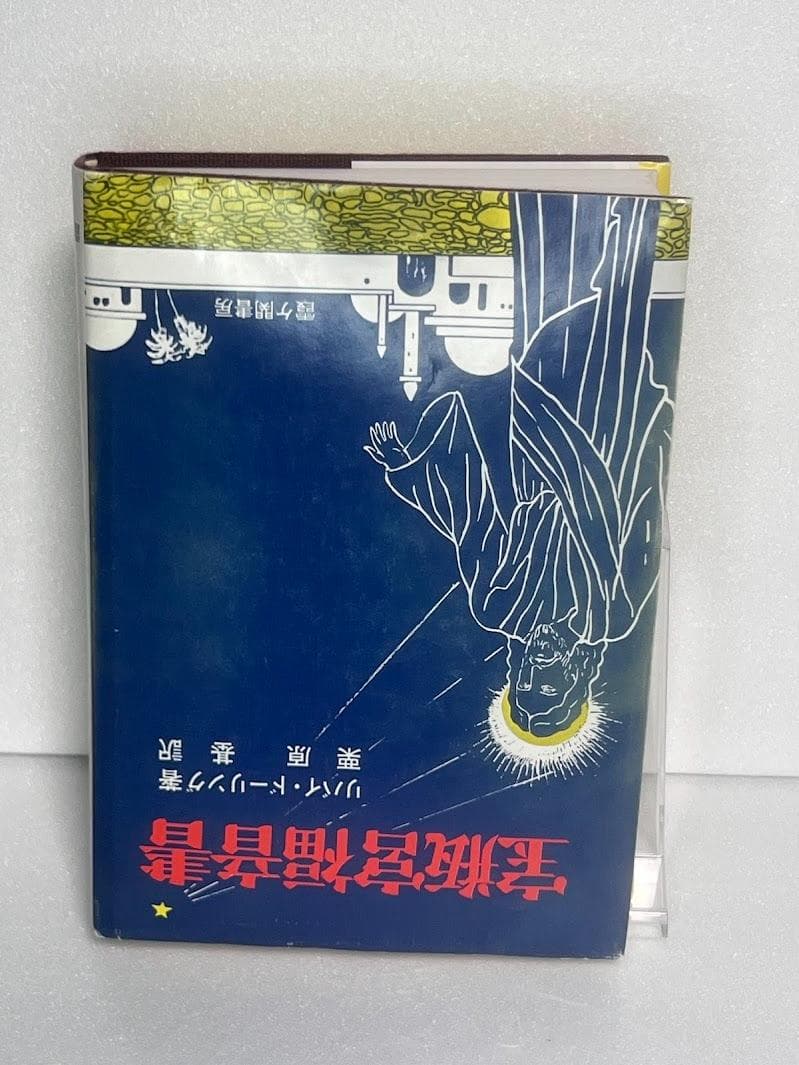 宝瓶宮福音書
リバイ・ドーリング著
栗原 基 訳
霞ケ関書房